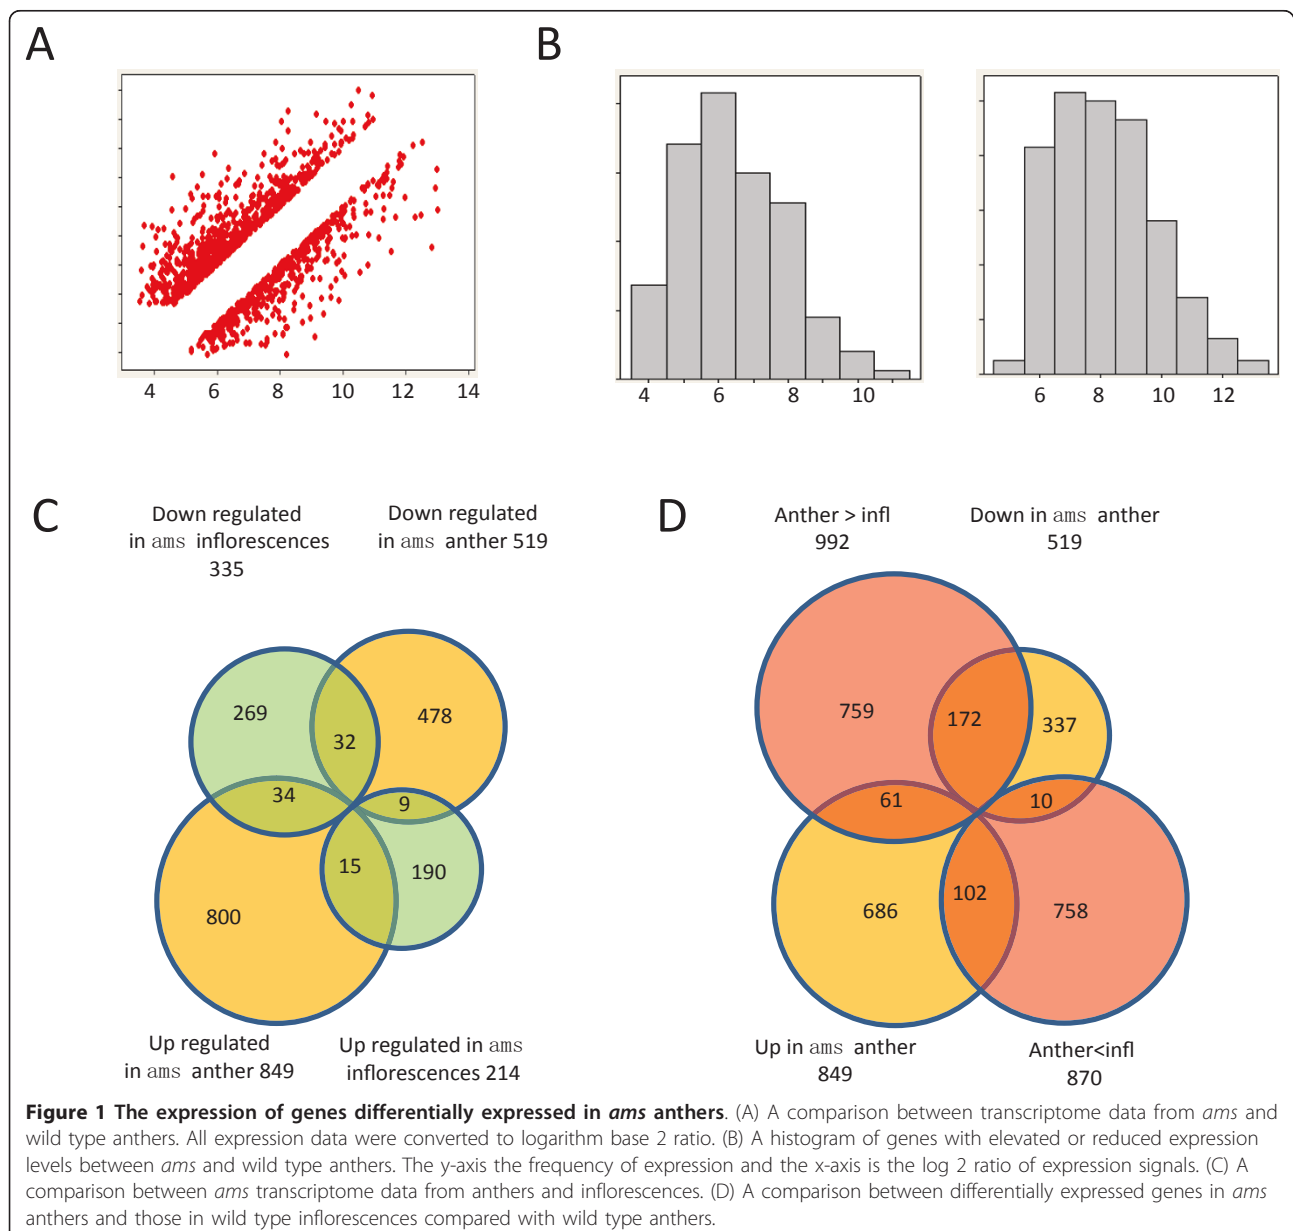 A
B
4 6 8 10 12 14
4 6 8 10
6 8 10 12
C
Down regulated
in ams inflorescences
335
Down regulated
in ams anther 519
269
478
32
34
9
15
190
800
Up regulated
in ams anther 849
Up regulated in ams
inflorescences 214
D
Anther > infl
992
Down in ams anther
519
759
172
337
61
10
102
686
758
Up in ams anther
849
Anther<infl
870
Figure 1 The expression of genes differentially expressed in ams anthers. (A) A comparison between transcriptome data from ams and
wild type anthers. All expression data were converted to logarithm base 2 ratio. (B) A histogram of genes with elevated or reduced expression
levels between ams and wild type anthers. The y-axis the frequency of expression and the x-axis is the log 2 ratio of expression signals. (C) A
comparison between ams transcriptome data from anthers and inflorescences. (D) A comparison between differentially expressed genes in ams
anthers and those in wild type inflorescences compared with wild type anthers.